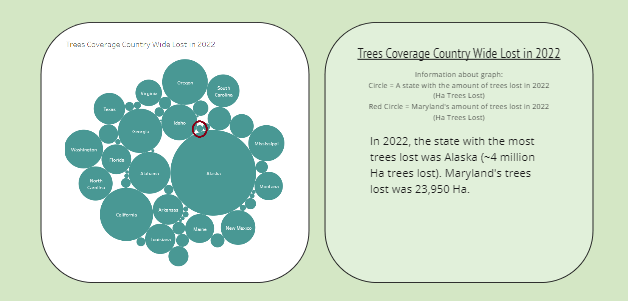 Trees Coverage Country Wide Lost in 2022
Oregon
South
Carolina
Virginia
Texas
Idaho
Georgia
Washington
Mississippi
Florida
Alabama
Alaska
North
Carolina
Montana
California
Arkansas
Maine
New Mexico
Louisiana
Trees Coverage Country Wide Lost in 2022
Information about graph:
Circle = A state with the amount of trees lost in 2022
(Ha Trees Lost)
Red Circle = Maryland's amount of trees lost in 2022
(Ha Trees Lost)
In 2022, the state with the most
trees lost was Alaska (~4 million
Ha trees lost). Maryland's trees
lost was 23,950 Ha.